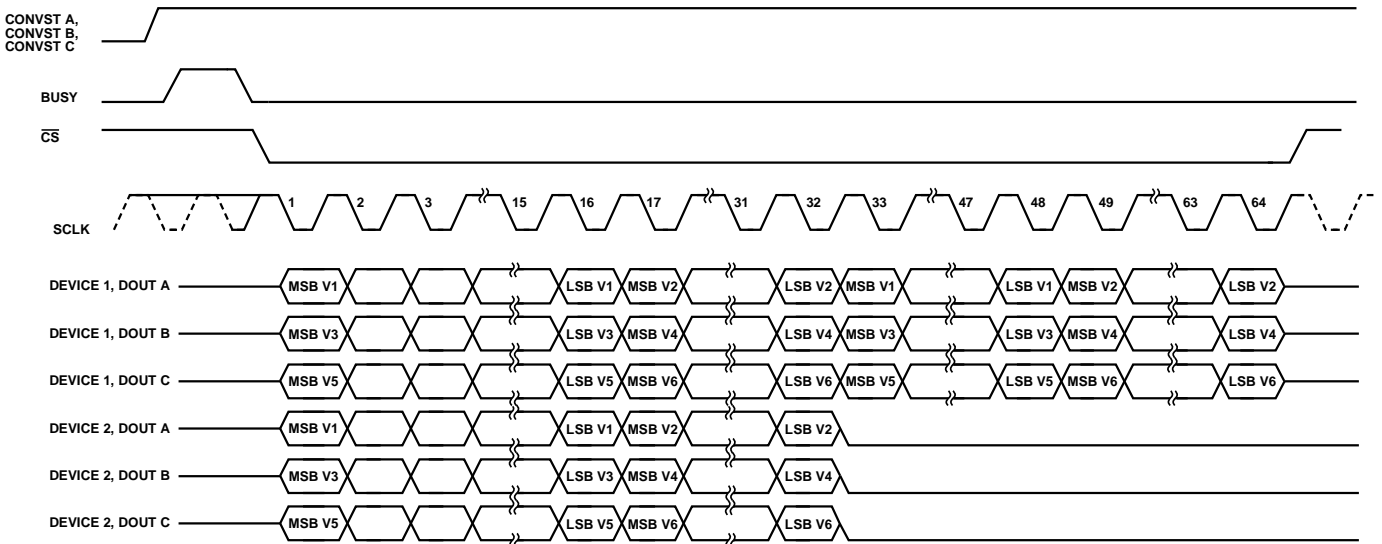 CONVST A,
CONVST B,
CONVST C
BUSY
CS
SCLK
1 2 3 15 16 17 31 32 33 47 48 49 63 64
DEVICE 1, DOUT A MSB V1 LSB V1 MSB V2 LSB V2 MSB V1 LSB V1 MSB V2 LSB V2
DEVICE 1, DOUT B MSB V3 LSB V3 MSB V4 LSB V4 MSB V3 LSB V3 MSB V4 LSB V4
DEVICE 1, DOUT C MSB V5 LSB V5 MSB V6 LSB V6 MSB V5 LSB V5 MSB V6 LSB V6
DEVICE 2, DOUT A MSB V1 LSB V1 MSB V2 LSB V2
DEVICE 2, DOUT B MSB V3 LSB V3 MSB V4 LSB V4
DEVICE 2, DOUT C MSB V5 LSB V5 MSB V6 LSB V6